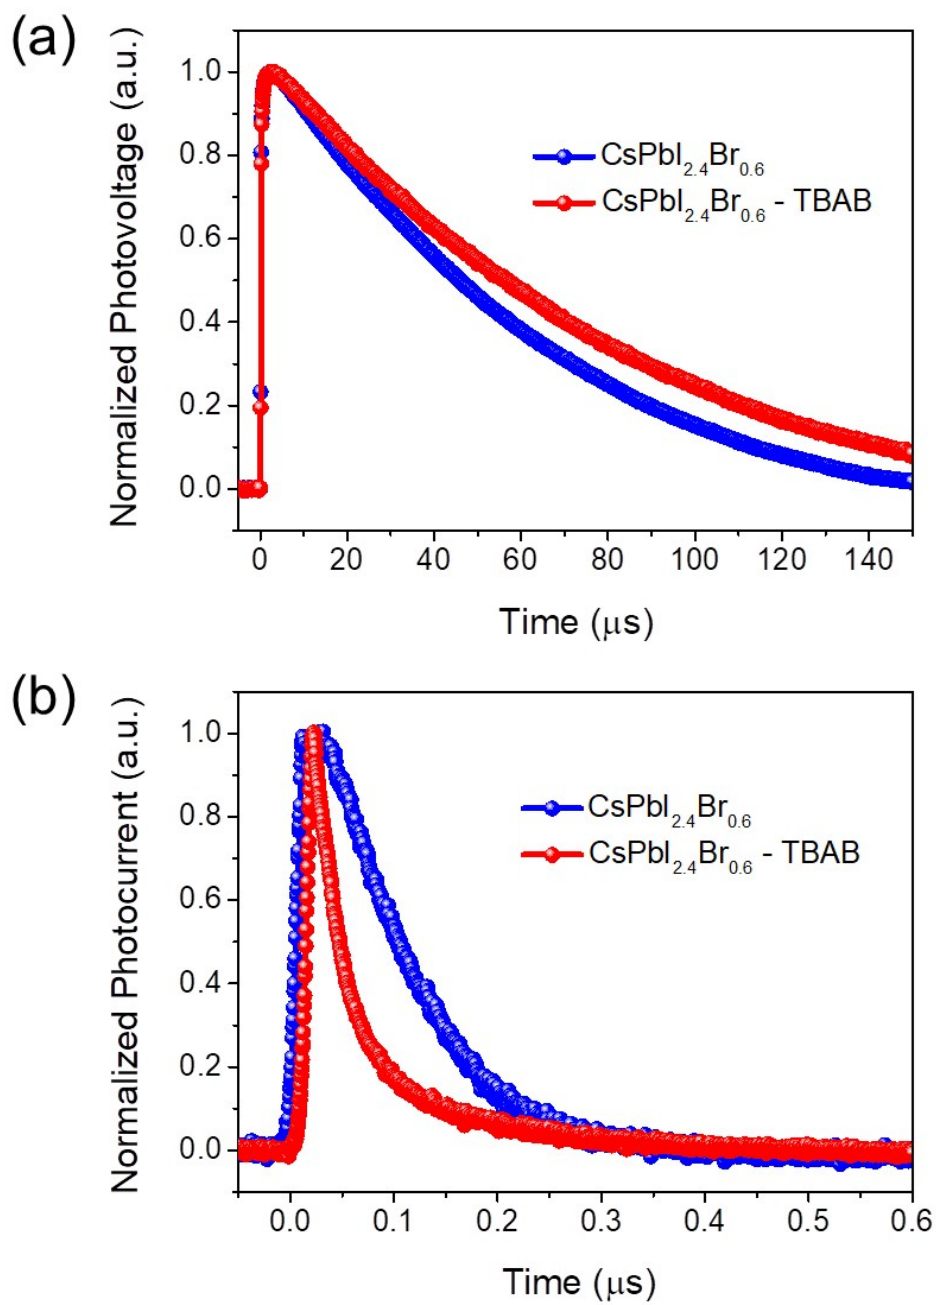 (a)
Normalized Photovoltage (a.u.)
1.0
0.8
0.6
0.4
0.2
0.0
CsPbI2.4Br0.6
CsPbI2.4Br0.6 - TBAB
0 20 40 60 80 100 120 140
Time (μs)
(b)
Normalized Photocurrent (a.u.)
1.0
0.8
0.6
0.4
0.2
0.0
CsPbI2.4Br0.6
CsPbI2.4Br0.6 - TBAB
0.0 0.1 0.2 0.3 0.4 0.5 0.6
Time (μs)